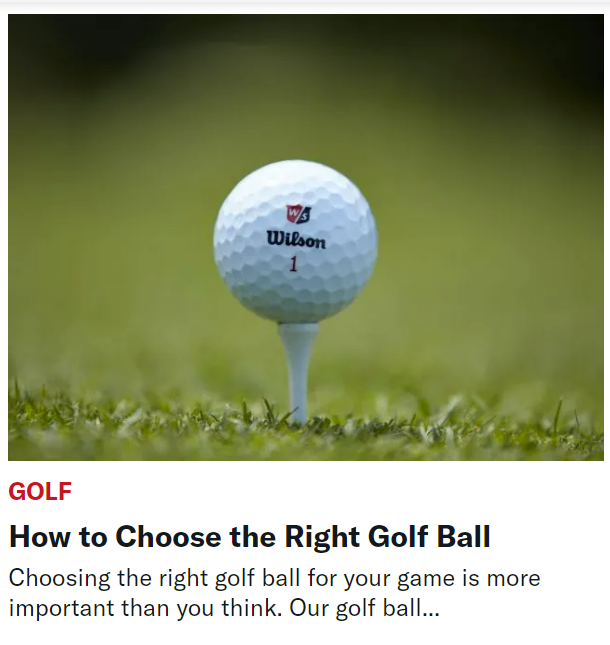 WS
Wilson
1
GOLF
How to Choose the Right Golf Ball
Choosing the right golf ball for your game is more
important than you think. Our golf ball...